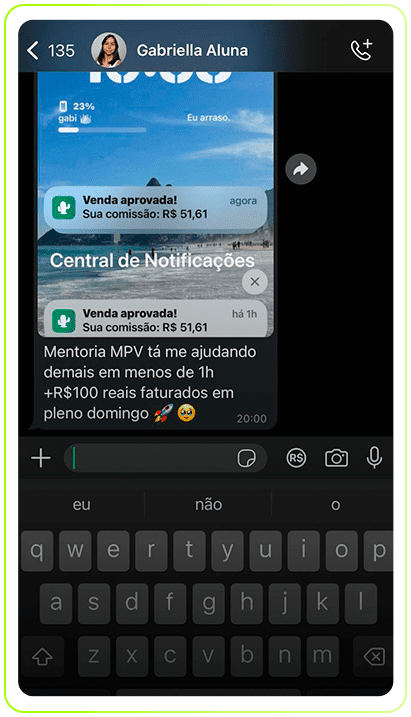 135
Gabriella Aluna
23%
gabi
Eu arraso.
Venda aprovada!
agora
Sua comissão: R$ 51,61
Central de Notificações
Venda aprovada!
há 1h
Sua comissão: R$ 51,61
Mentoria MPV tá me ajudando
demais em menos de 1h
+R$100 reais faturados em
pleno domingo 🚀 🥹
20:00
R$
eu não o
q w e r t y u i o p
a s d f g h j k l
z x c v b n m